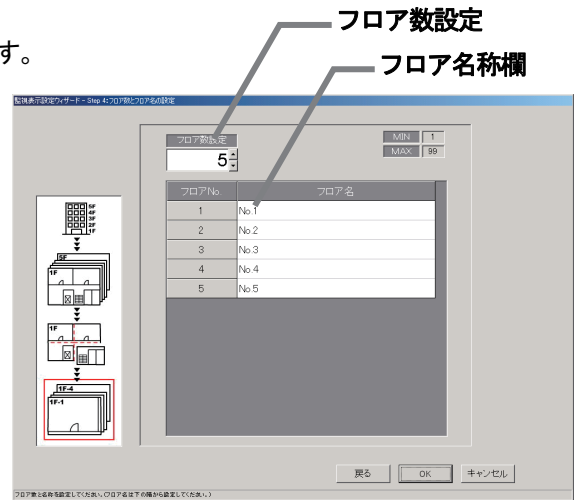 フロア数設定
す。
フロア名称欄
監視表示設定ウィザード - Step 4:フロア数とフロア名の設定
フロア数設定
5
MIN 1
MAX 99
フロアNo. フロア名
1 No.1
2 No.2
3 No.3
4 No.4
5 No.5
5F
4F
3F
2F
1F
5F
1F
1F
1F-4
1F-1
戻る OK キャンセル
フロア数と名称を設定してください。(フロア名は下の階から設定してください。)